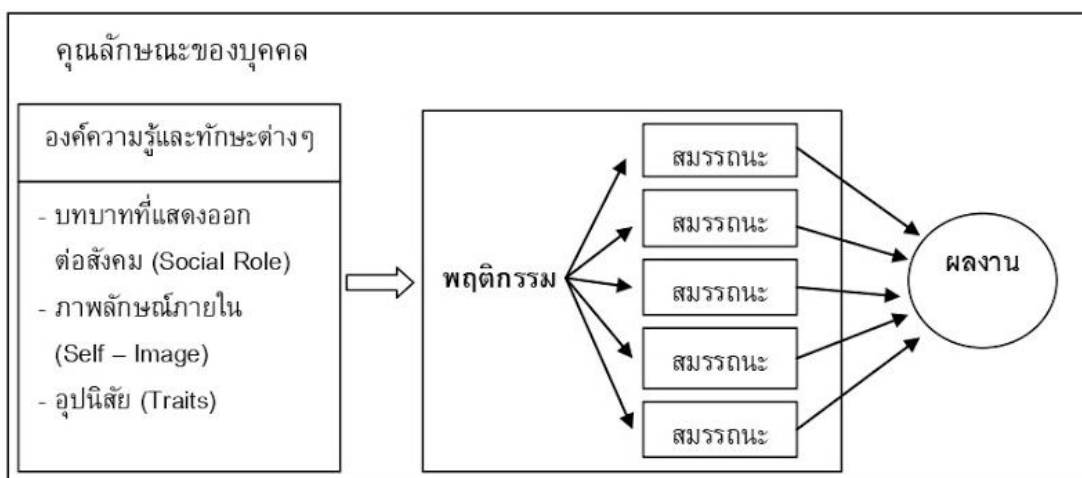 คุณลักษณะของบุคคล
องค์ความรู้และทักษะต่างๆ
- บทบาทที่แสดงออก
ต่อสังคม (Social Role)
- ภาพลักษณ์ภายใน
(Self – Image)
- อุปนิสัย (Traits)
พฤติกรรม
สมรรถนะ
สมรรถนะ
สมรรถนะ
สมรรถนะ
สมรรถนะ
ผลงาน